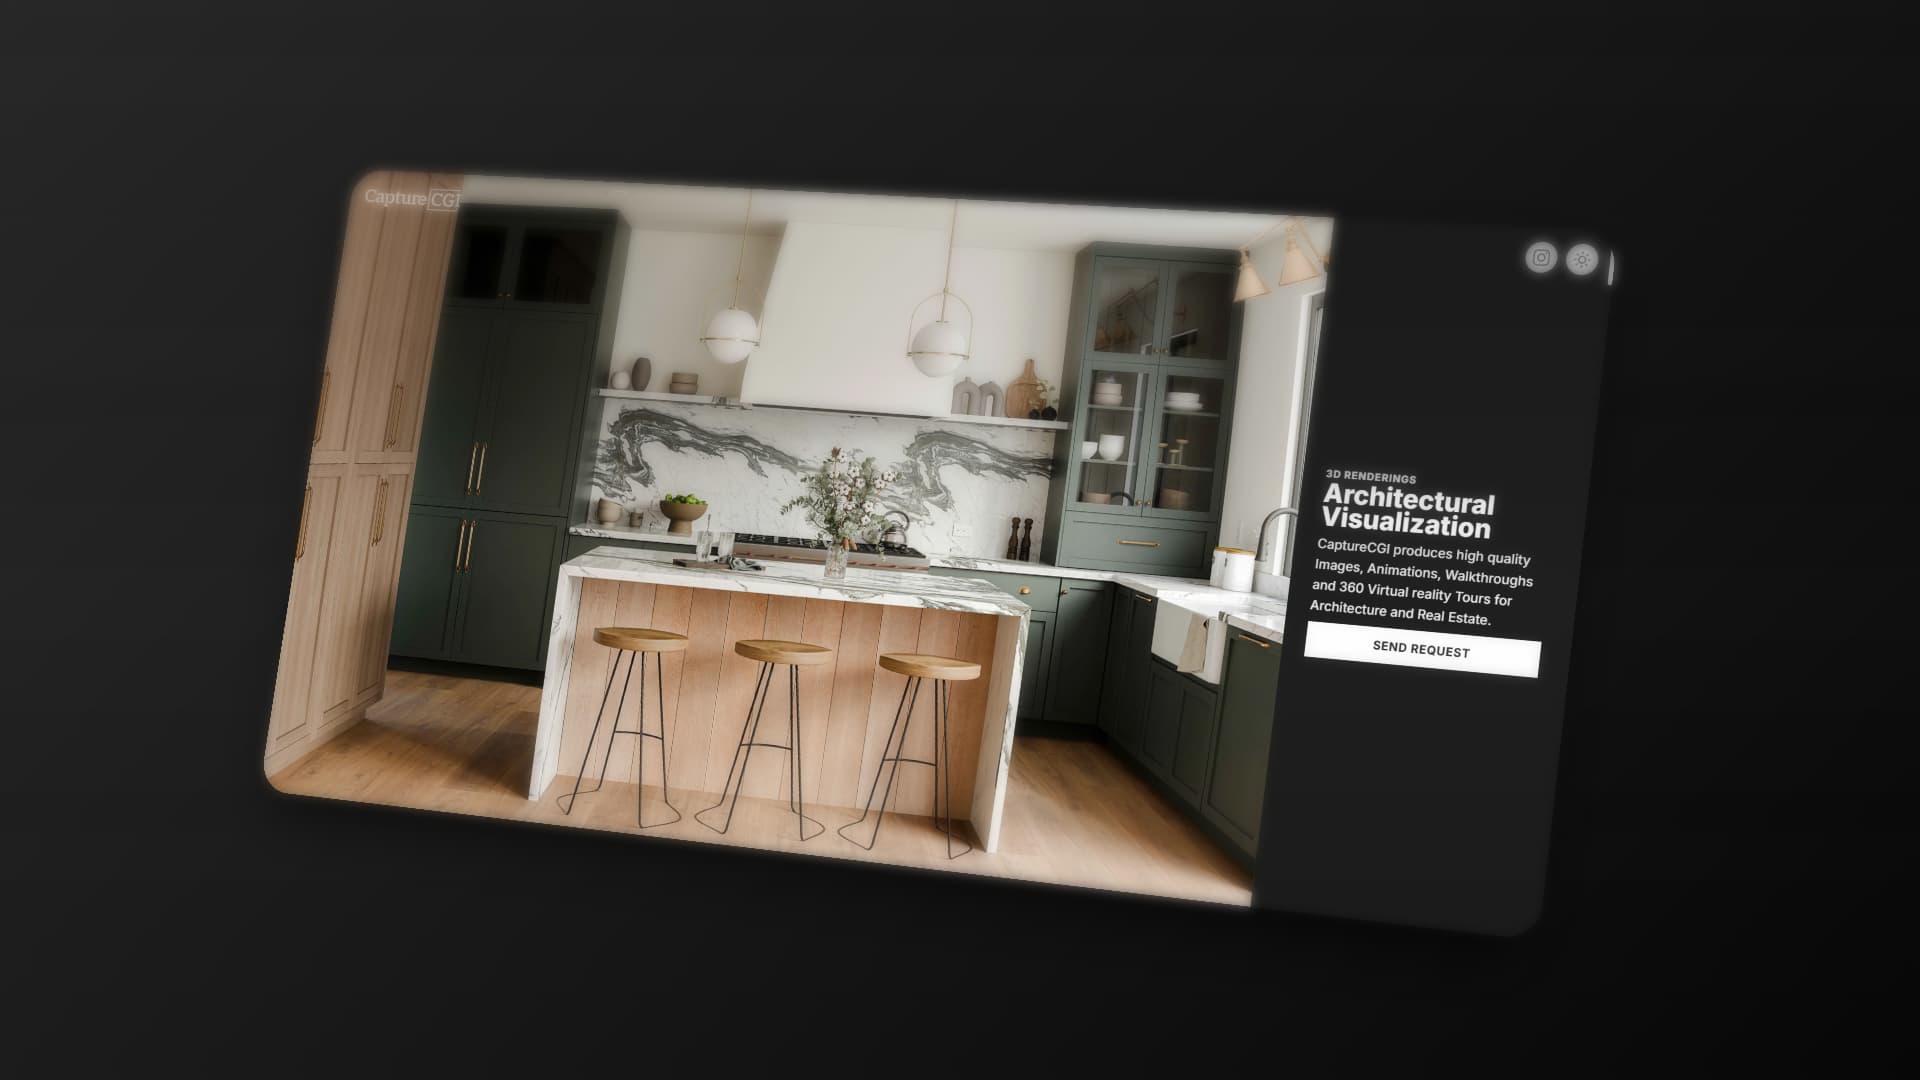 CaptureCGI
3D RENDERINGS
Architectural
Visualization
CaptureCGI produces high quality
Images, Animations, Walkthroughs
and 360 Virtual reality Tours for
Architecture and Real Estate.
SEND REQUEST